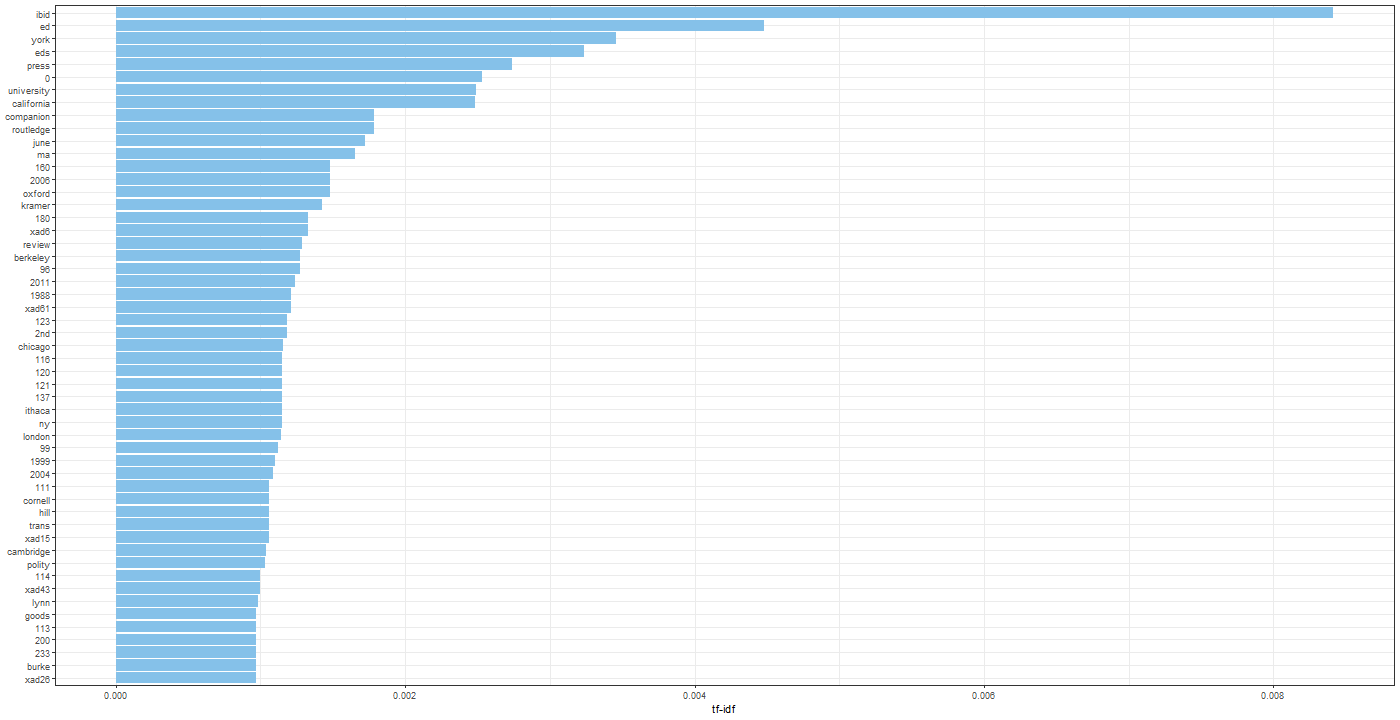 ibid
ed
york
eds
press
0
university
california
companion
routledge
june
ma
160
2006
oxford
kramer
180
xad6
review
berkeley
96
2011
1988
xad61
123
2nd
chicago
116
120
121
137
ithaca
ny
london
99
1999
2004
111
cornell
hill
trans
xad15
cambridge
polity
114
xad43
lynn
goods
113
200
233
burke
xad26
0.000 0.002 0.004 0.006 0.008
tf-idf